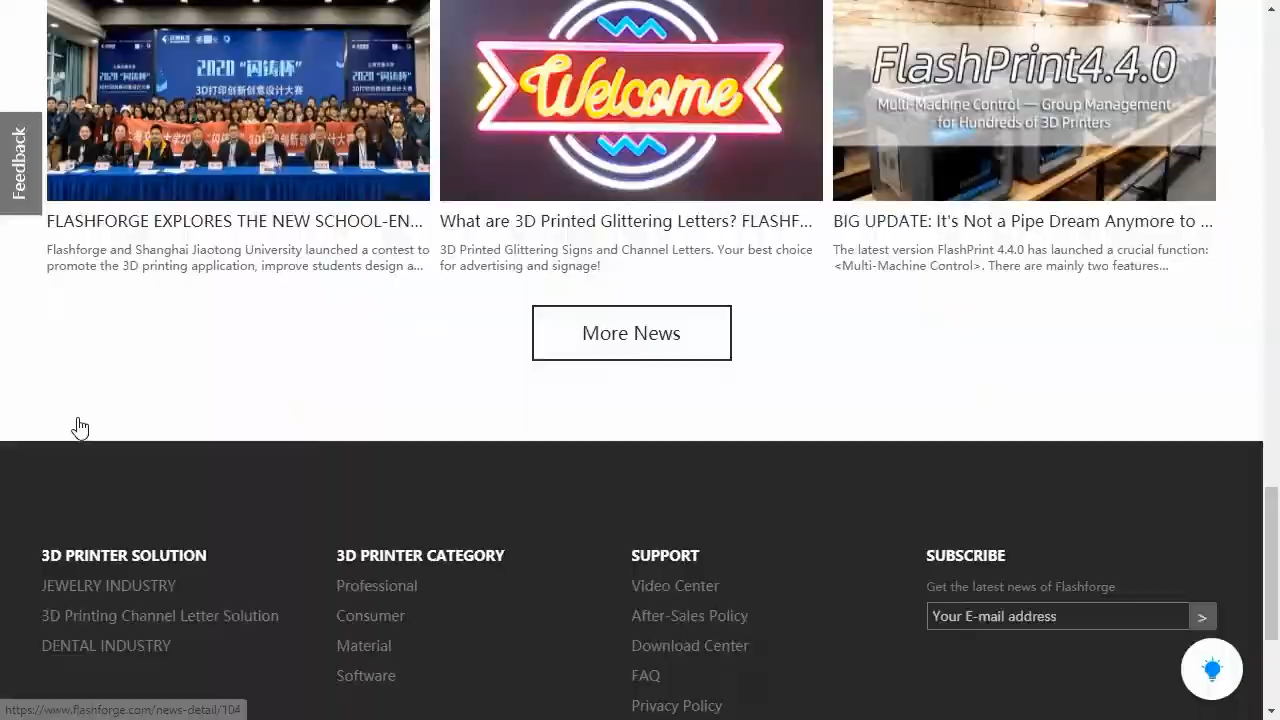 2020 “闪铸杯”
3D打印创新创意设计大赛
Welcome
FlashPrint4.4.0
Multi-Machine Control — Group Management
for Hundreds of 3D Printers
Feedback
FLASHFORGE EXPLORES THE NEW SCHOOL-EN...
What are 3D Printed Glittering Letters? FLASHF...
BIG UPDATE: It's Not a Pipe Dream Anymore to ...
Flashforge and Shanghai Jiaotong University launched a contest to
promote the 3D printing application, improve students design a...
3D Printed Glittering Signs and Channel Letters. Your best choice
for advertising and signage!
The latest version FlashPrint 4.4.0 has launched a crucial function:
<Multi-Machine Control>. There are mainly two features...
More News
3D PRINTER SOLUTION
JEWELRY INDUSTRY
3D Printing Channel Letter Solution
DENTAL INDUSTRY
3D PRINTER CATEGORY
Professional
Consumer
Material
Software
SUPPORT
Video Center
After-Sales Policy
Download Center
FAQ
Privacy Policy
SUBSCRIBE
Get the latest news of Flashforge
Your E-mail address
>
https://www.flashforge.com/news-detail/104